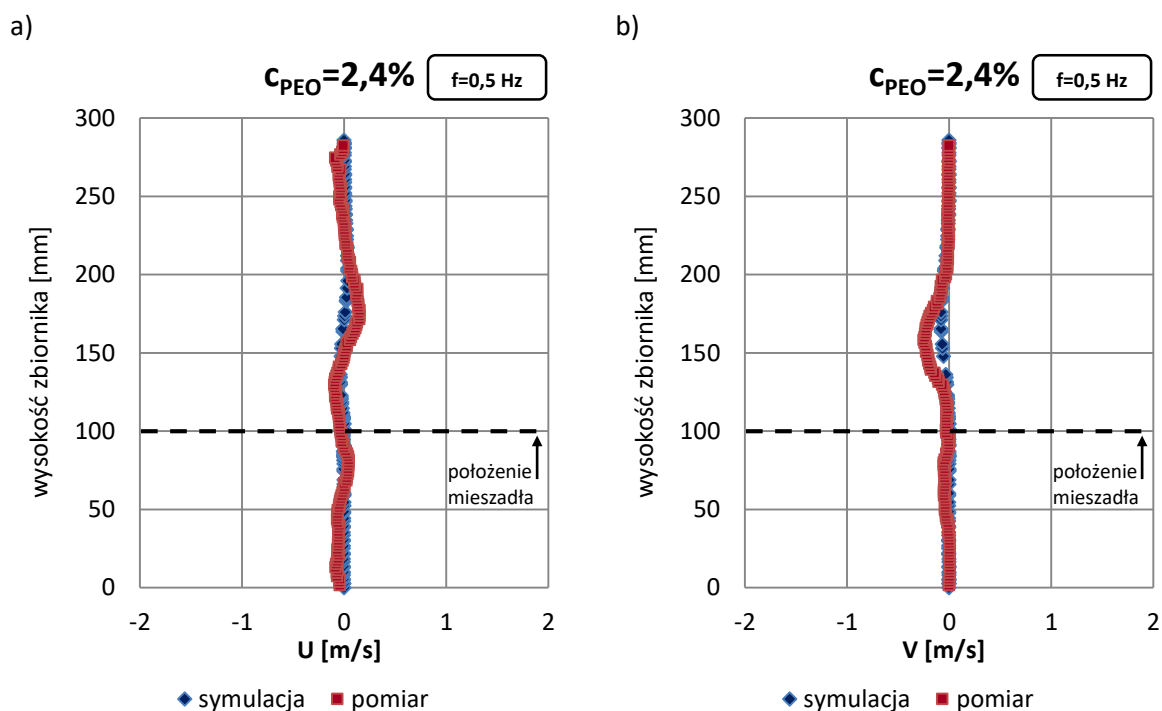 a)
c_PEO=2,4%
f=0,5 Hz
300
250
200
150
100
50
0
wysokość zbiornika [mm]
położenie
mieszadła
-2 -1 0 1 2
U [m/s]
symulacja pomiar
b)
c_PEO=2,4%
f=0,5 Hz
300
250
200
150
100
50
0
wysokość zbiornika [mm]
położenie
mieszadła
-2 -1 0 1 2
V [m/s]
symulacja pomiar